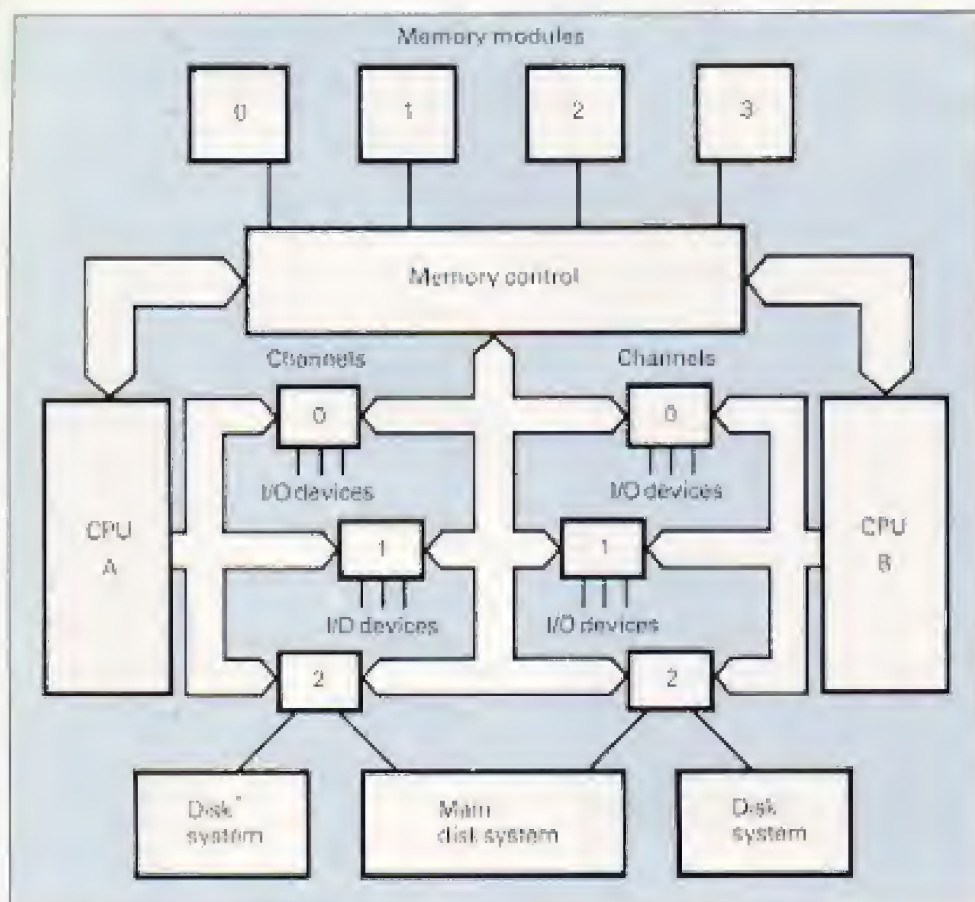 Memory modules
0
1
2
3
Memory control
Channels
Channels
0
0
I/O devices
I/O devices
CPU
A
1
1
CPU
B
I/O devices
I/O devices
2
2
Disk
system
Main
disk system
Disk
system